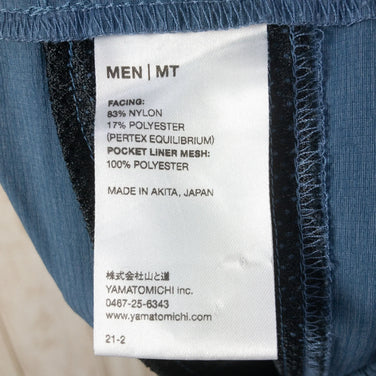 MEN | MT
FACING:
83% NYLON
17% POLYESTER
(PERTEX EQUILIBRIUM)
POCKET LINER MESH:
100% POLYESTER
MADE IN AKITA, JAPAN
株式会社山と道
YAMATOMICHI inc.
0467-25-6343
www.yamatomichi.com
21-2